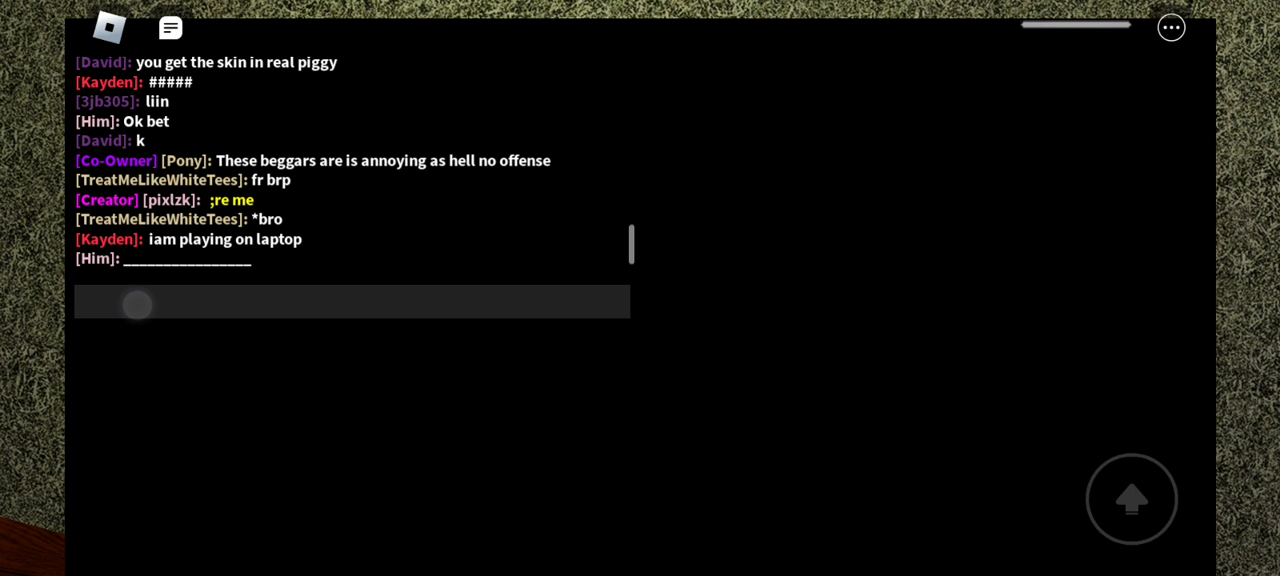 [David]: you get the skin in real piggy
[Kayden]: #####
[3jb305]: liin
[Him]: Ok bet
[David]: k
[Co-Owner] [Pony]: These beggars are is annoying as hell no offense
[TreatMeLikeWhiteTees]: fr brp
[Creator] [pixlzk]: ;re me
[TreatMeLikeWhiteTees]: *bro
[Kayden]: iam playing on laptop
[Him]: ________________